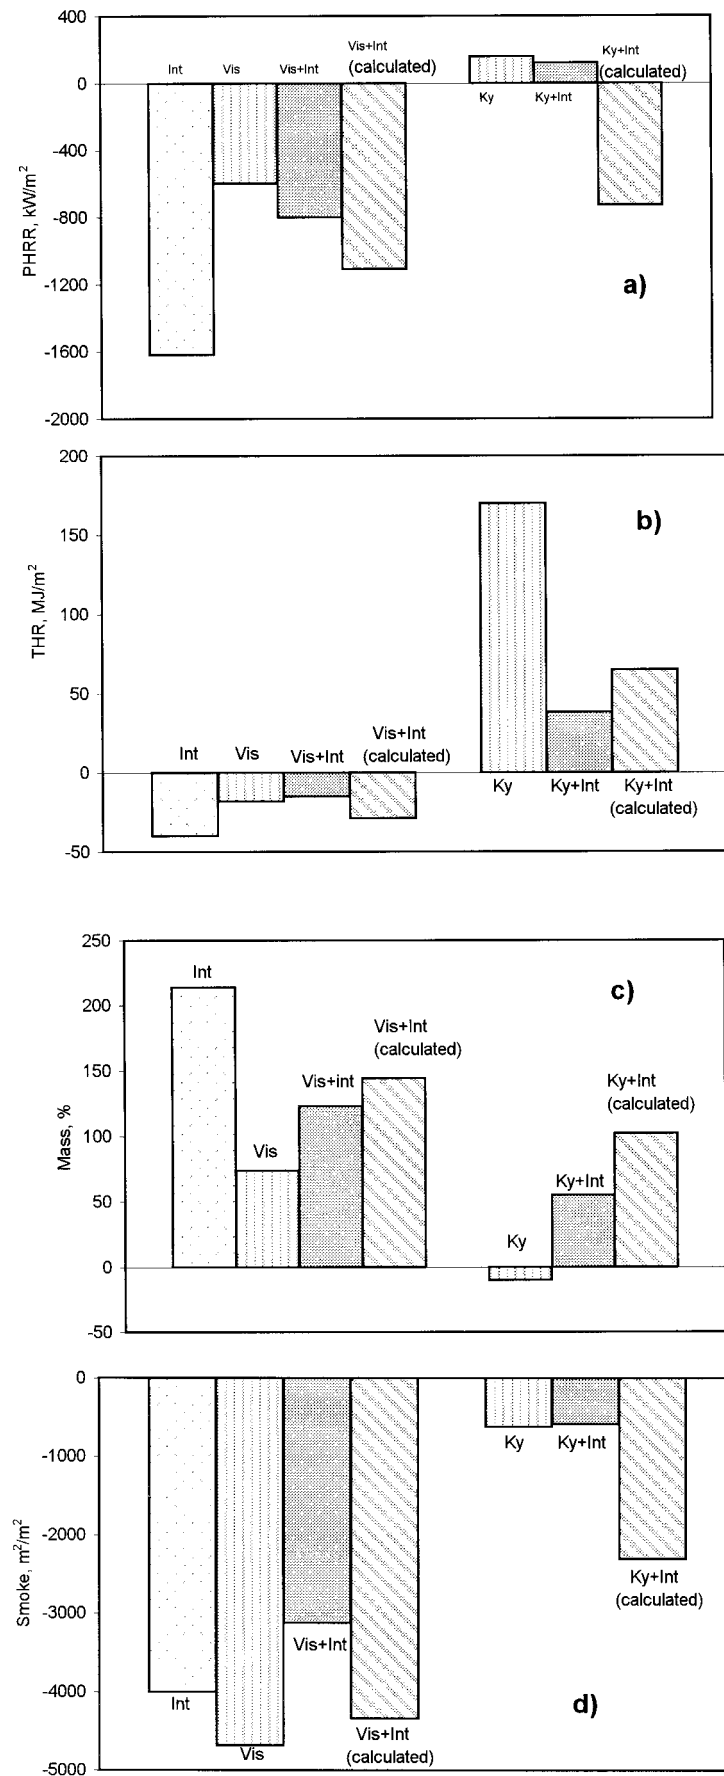 400
0
-400
-800
-1200
-1600
-2000
PHRR, kW/m²
Int
Vis
Vis+Int
Vis+Int
(calculated)
Ky
Ky+Int
Ky+Int
(calculated)
a)
200
150
100
50
0
-50
THR, MJ/m²
Int
Vis
Vis+Int
Vis+Int
(calculated)
Ky
Ky+Int
Ky+Int
(calculated)
b)
250
200
150
100
50
0
-50
Mass, %
Int
Vis
Vis+int
Vis+Int
(calculated)
Ky
Ky+Int
Ky+Int
(calculated)
c)
0
-1000
-2000
-3000
-4000
-5000
Smoke, m²/m²
Int
Vis
Vis+Int
Vis+Int
(calculated)
Ky
Ky+Int
Ky+Int
(calculated)
d)